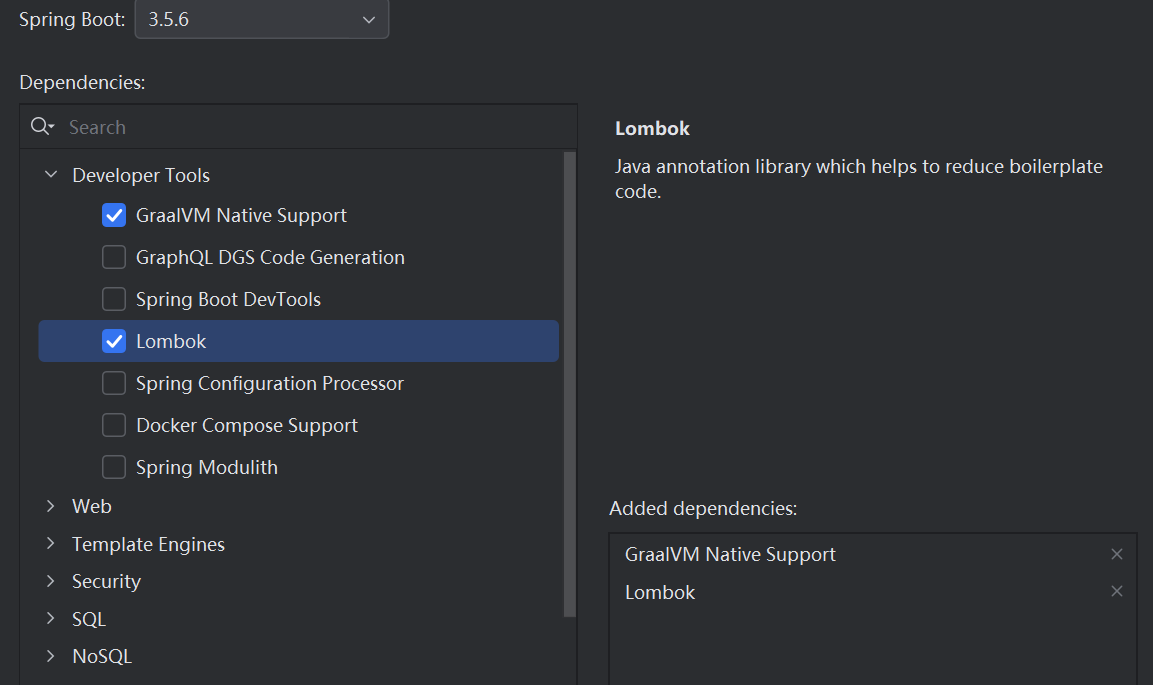 Spring Boot: 3.5.6
Dependencies:
Search
Developer Tools
GraalVM Native Support
GraphQL DGS Code Generation
Spring Boot DevTools
Lombok
Spring Configuration Processor
Docker Compose Support
Spring Modulith
Web
Template Engines
Security
SQL
NoSQL
Lombok
Java annotation library which helps to reduce boilerplate
code.
Added dependencies:
GraalVM Native Support
Lombok